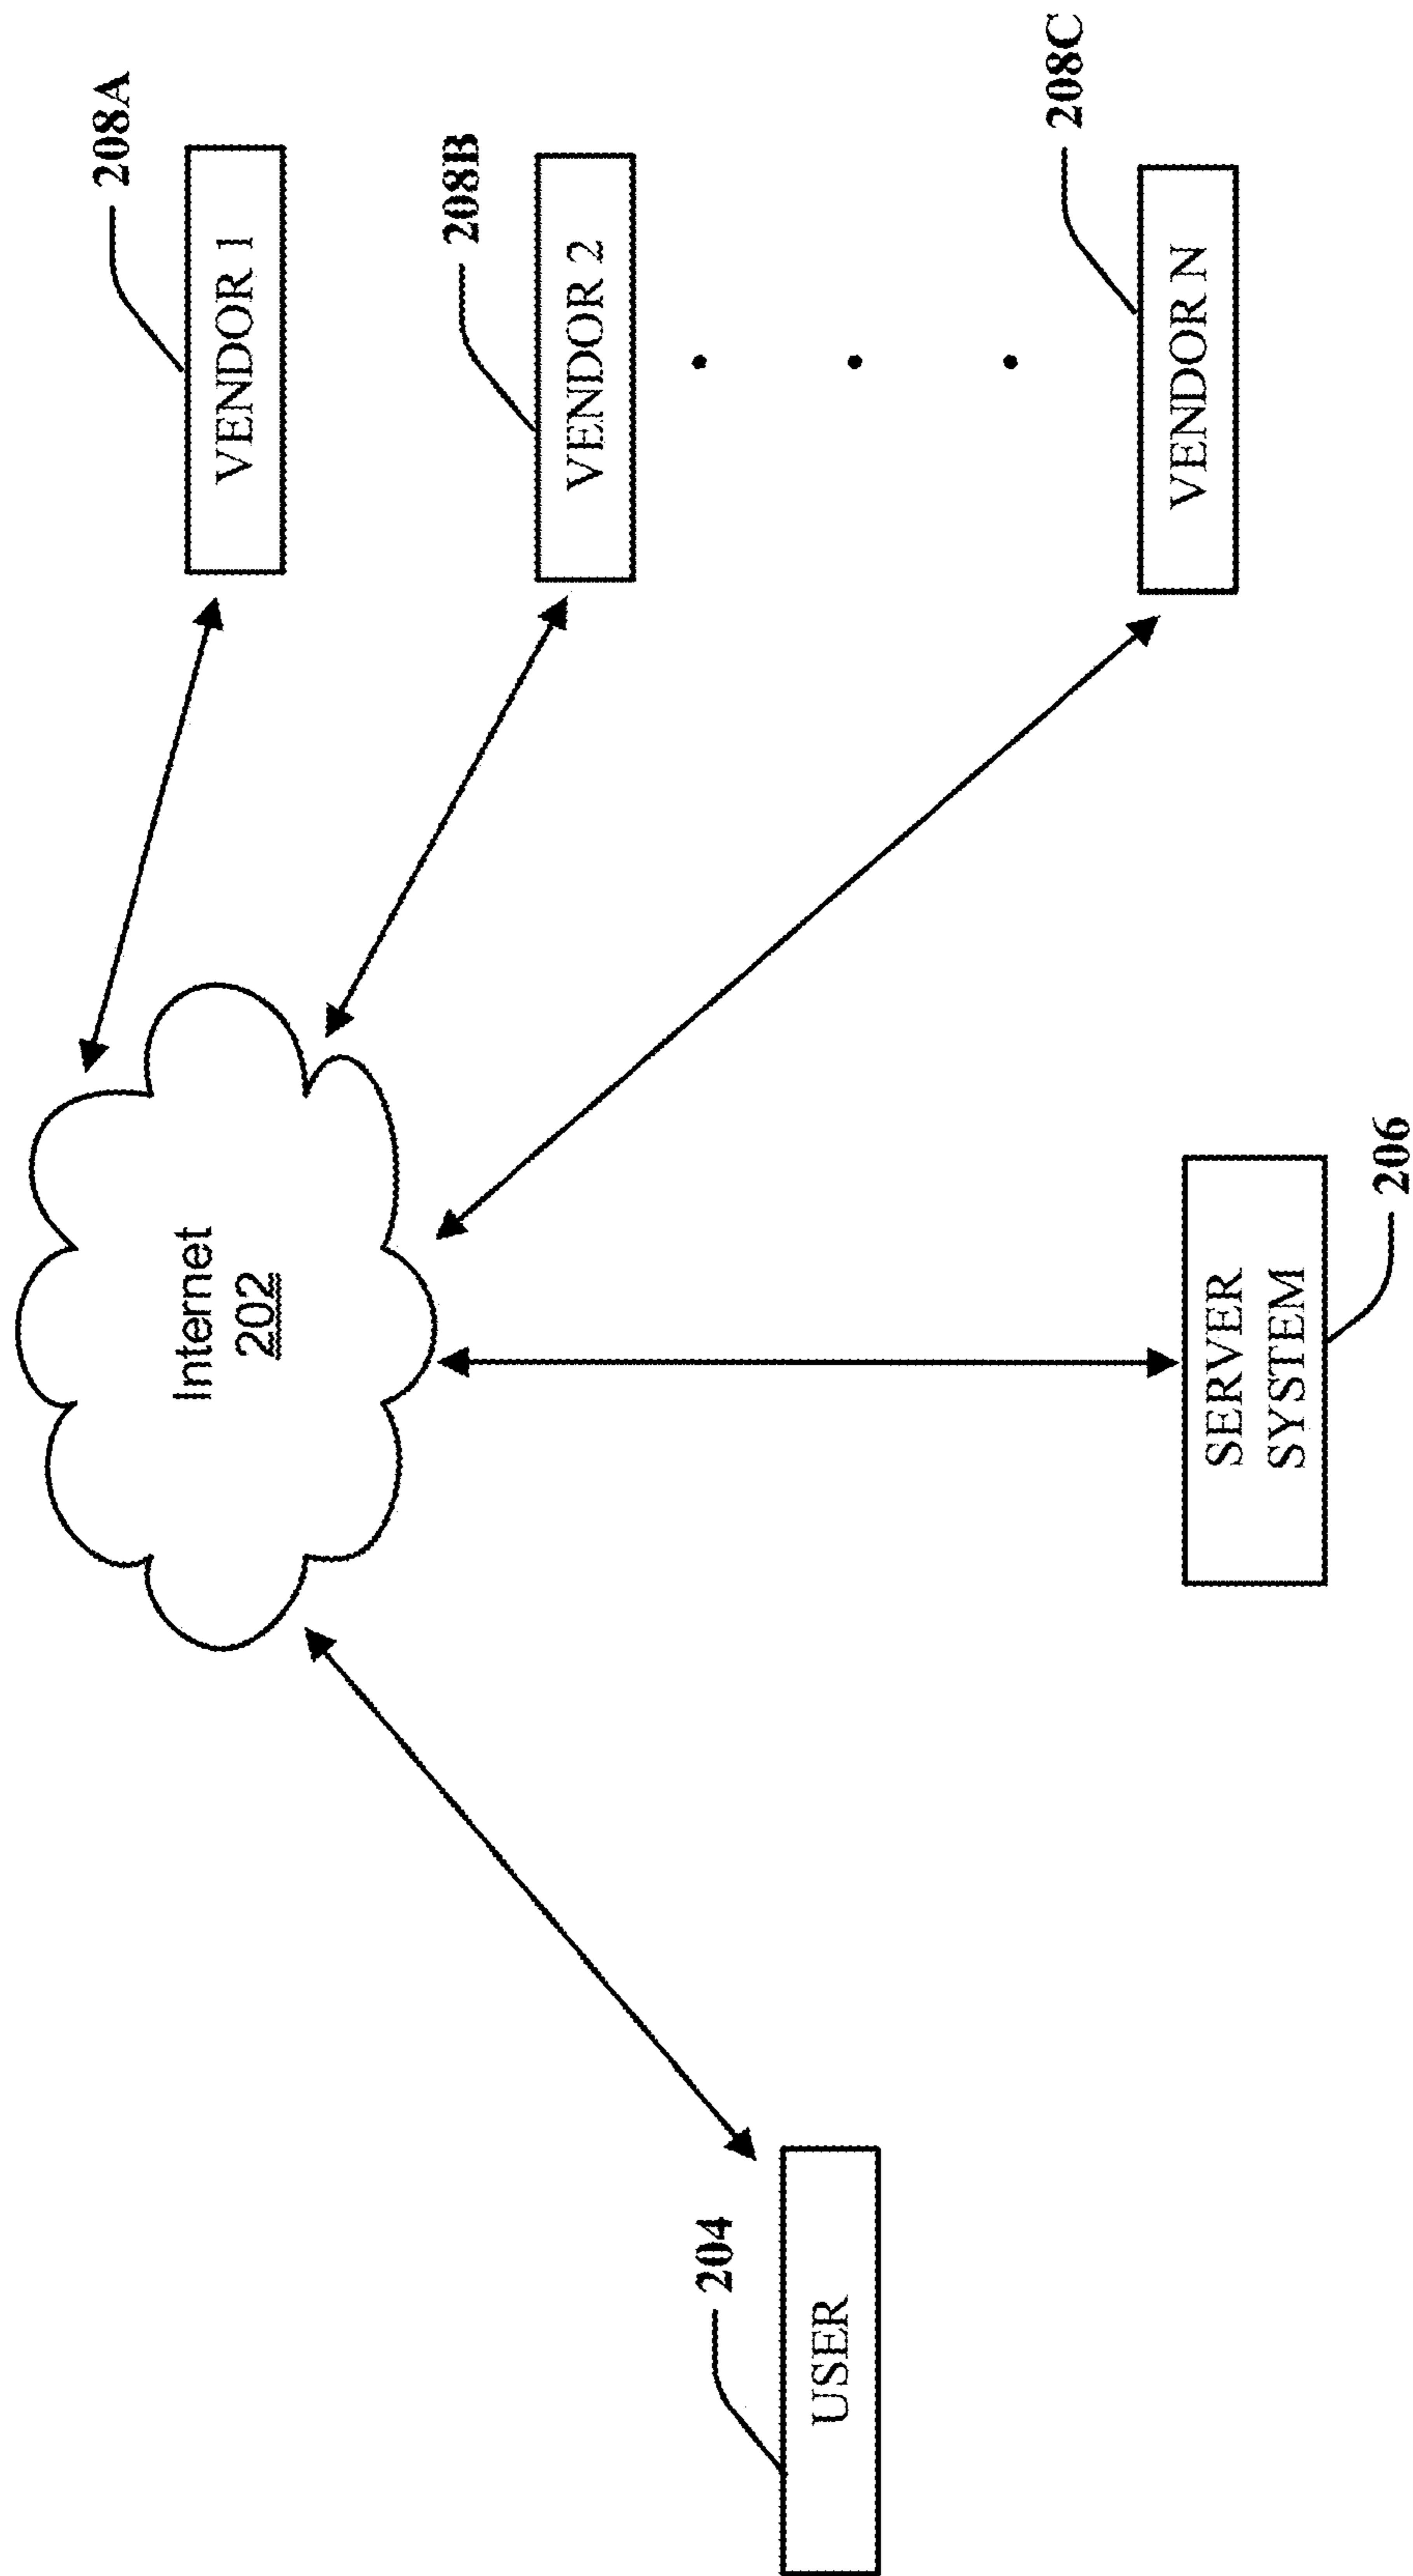 Internet
202
208A
VENDOR 1
208B
VENDOR 2
208C
VENDOR N
204
USER
SERVER
SYSTEM
206